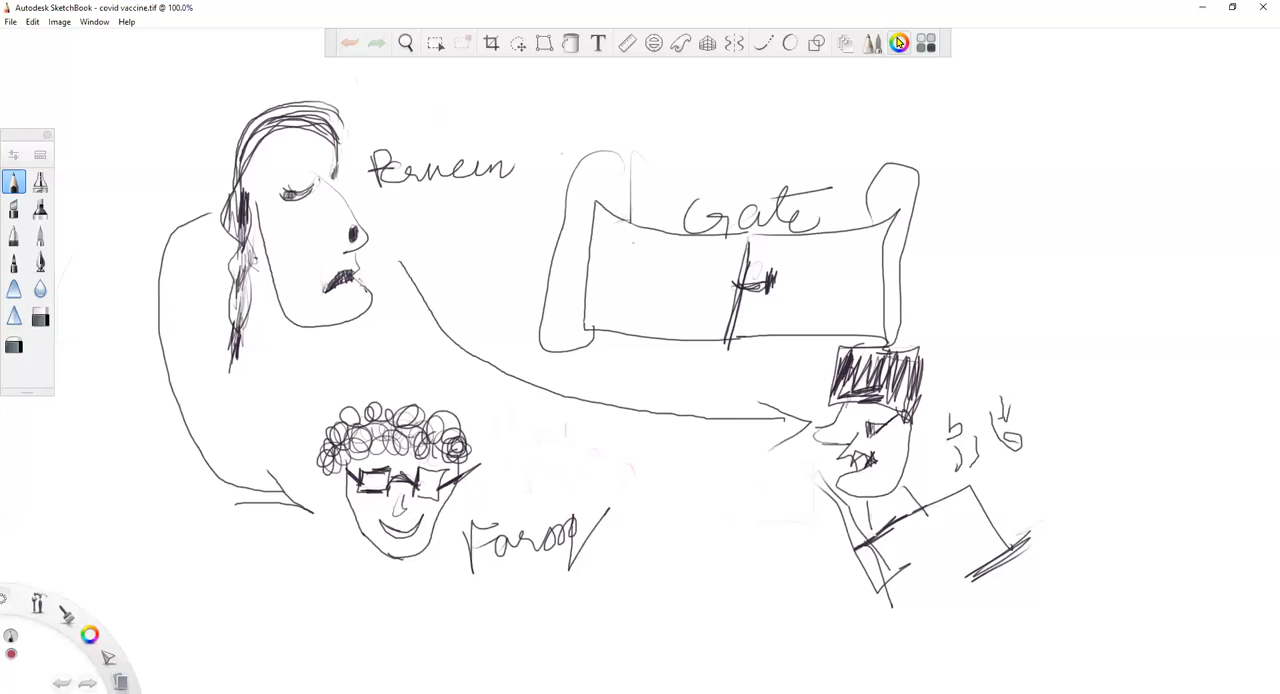 Autodesk SketchBook - covid vaccine.tif @ 100.0%
File Edit Image Window Help
Perveen
Gate
Farooq